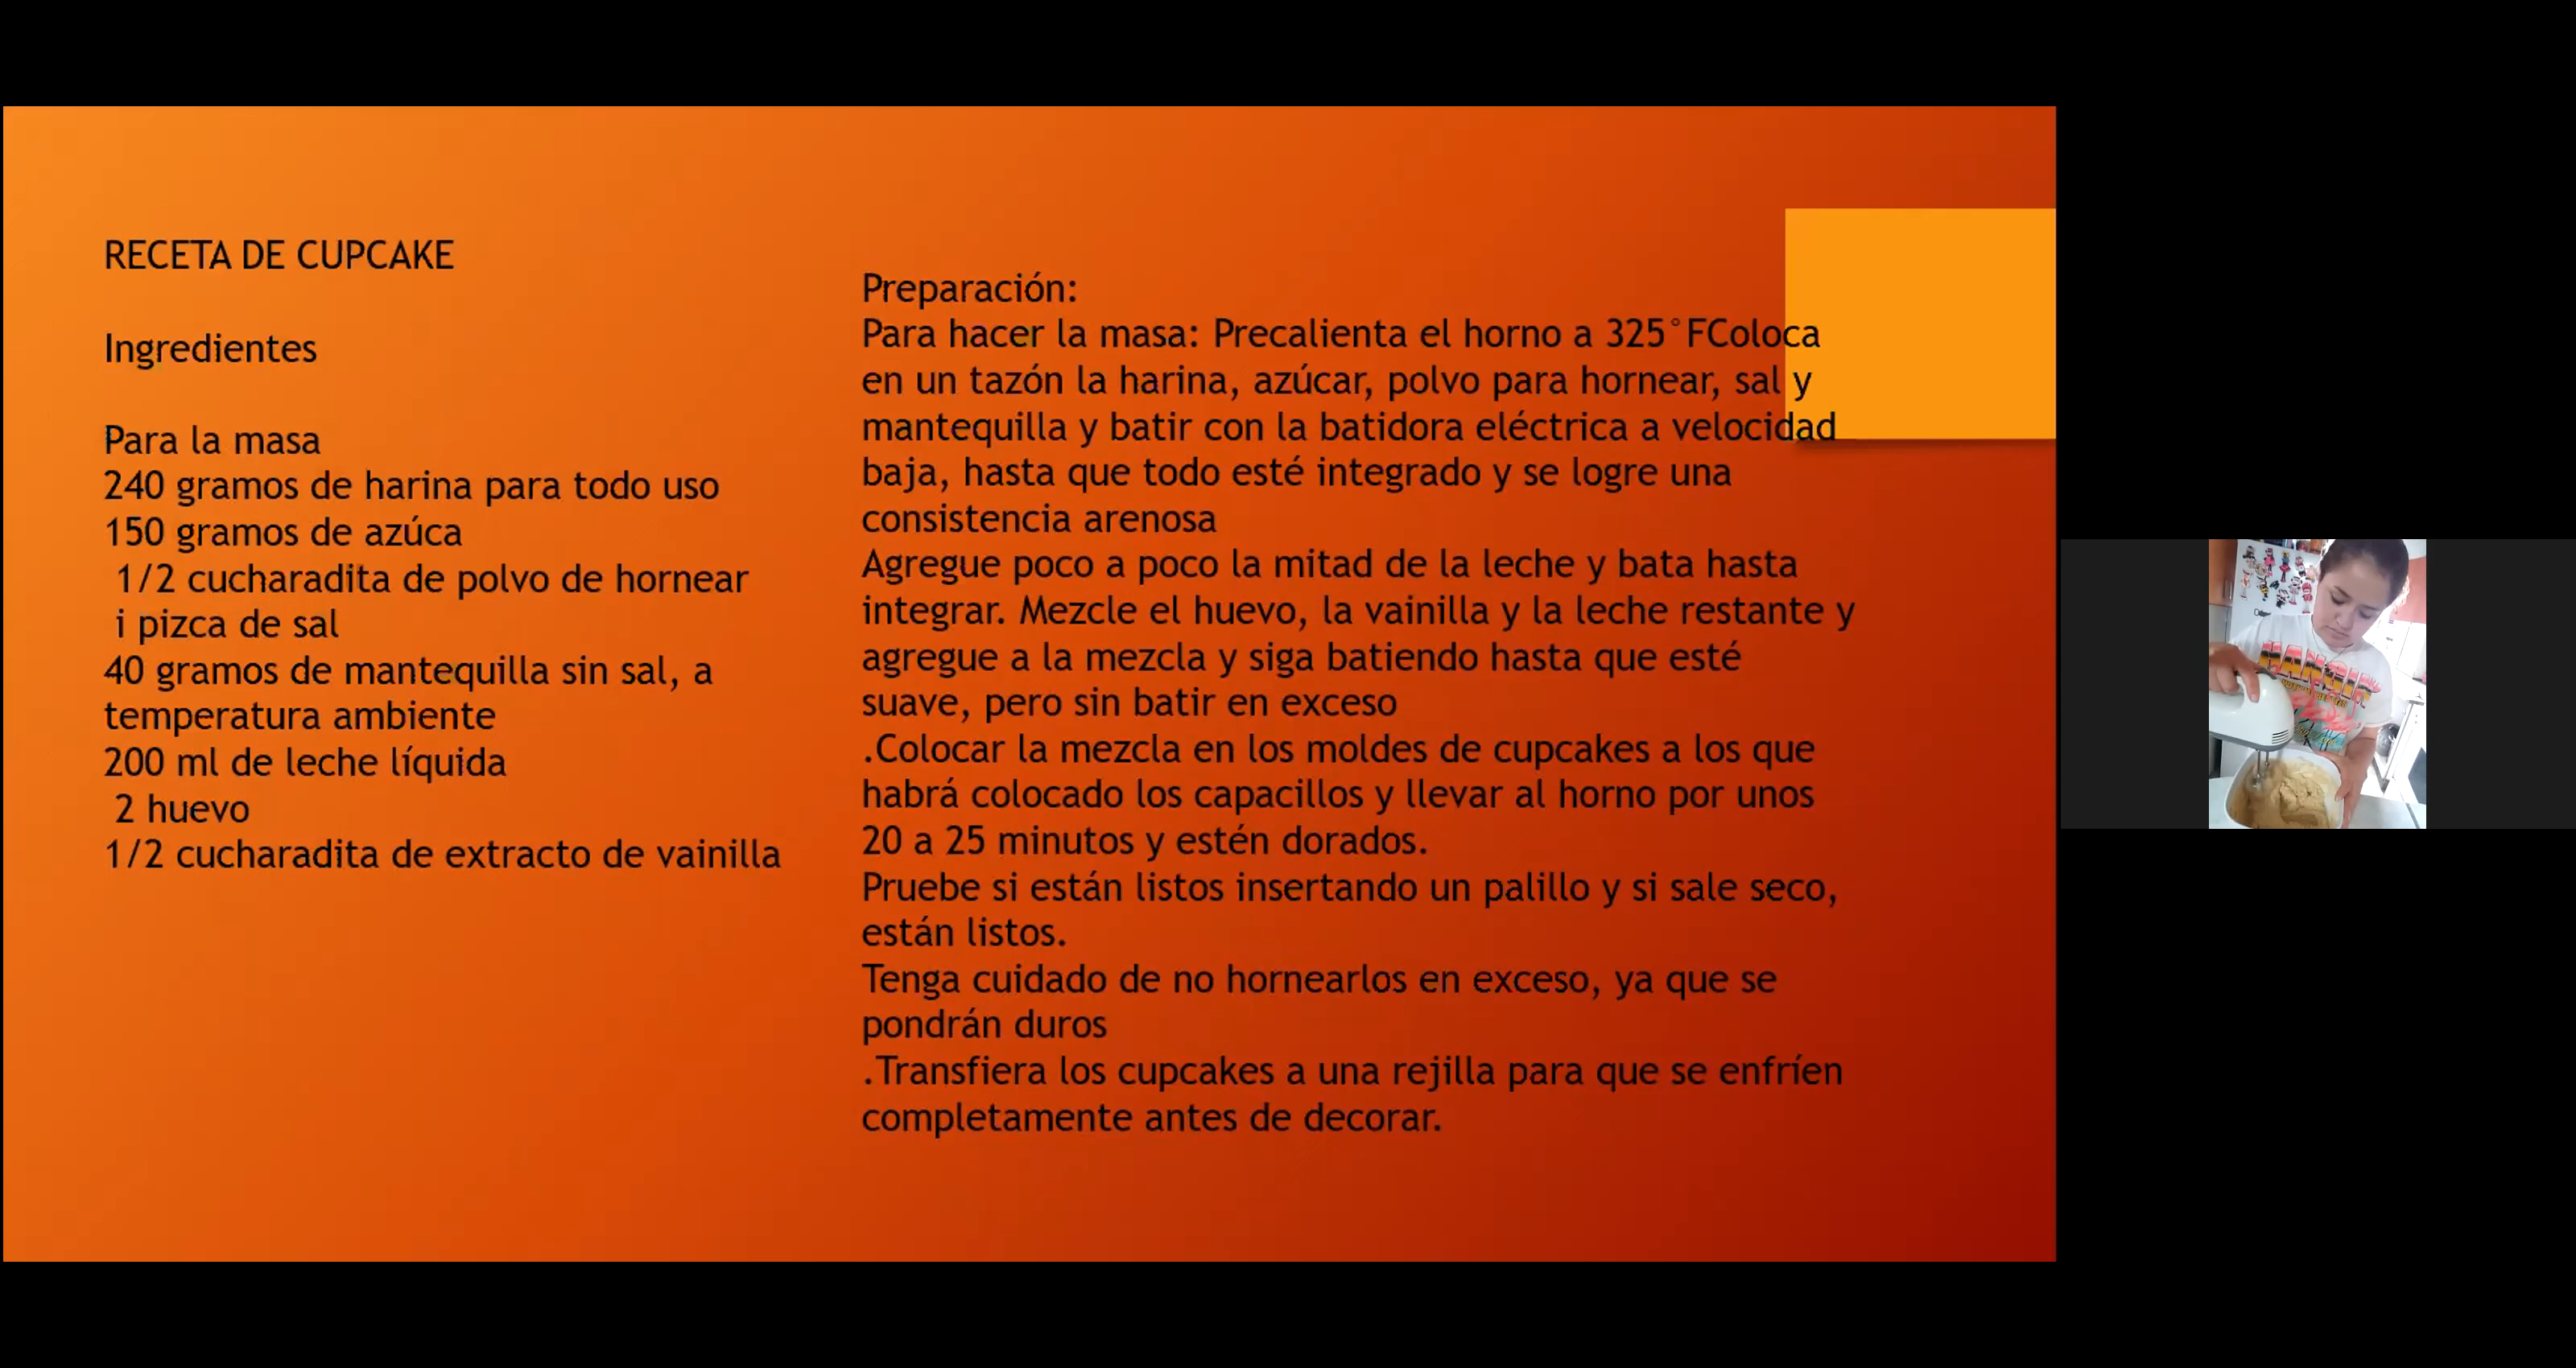 RECETA DE CUPCAKE
Ingredientes
Para la masa
240 gramos de harina para todo uso
150 gramos de azúca
1/2 cucharadita de polvo de hornear
i pizca de sal
40 gramos de mantequilla sin sal, a
temperatura ambiente
200 ml de leche líquida
2 huevo
1/2 cucharadita de extracto de vainilla
Preparación:
Para hacer la masa: Precalienta el horno a 325°FColoca
en un tazón la harina, azúcar, polvo para hornear, sal y
mantequilla y batir con la batidora eléctrica a velocidad
baja, hasta que todo esté integrado y se logre una
consistencia arenosa
Agregue poco a poco la mitad de la leche y bata hasta
integrar. Mezcle el huevo, la vainilla y la leche restante y
agregue a la mezcla y siga batiendo hasta que esté
suave, pero sin batir en exceso
.Colocar la mezcla en los moldes de cupcakes a los que
habrá colocado los capacillos y llevar al horno por unos
20 a 25 minutos y estén dorados.
Pruebe si están listos insertando un palillo y si sale seco,
están listos.
Tenga cuidado de no hornearlos en exceso, ya que se
pondrán duros
.Transfiera los cupcakes a una rejilla para que se enfríen
completamente antes de decorar.